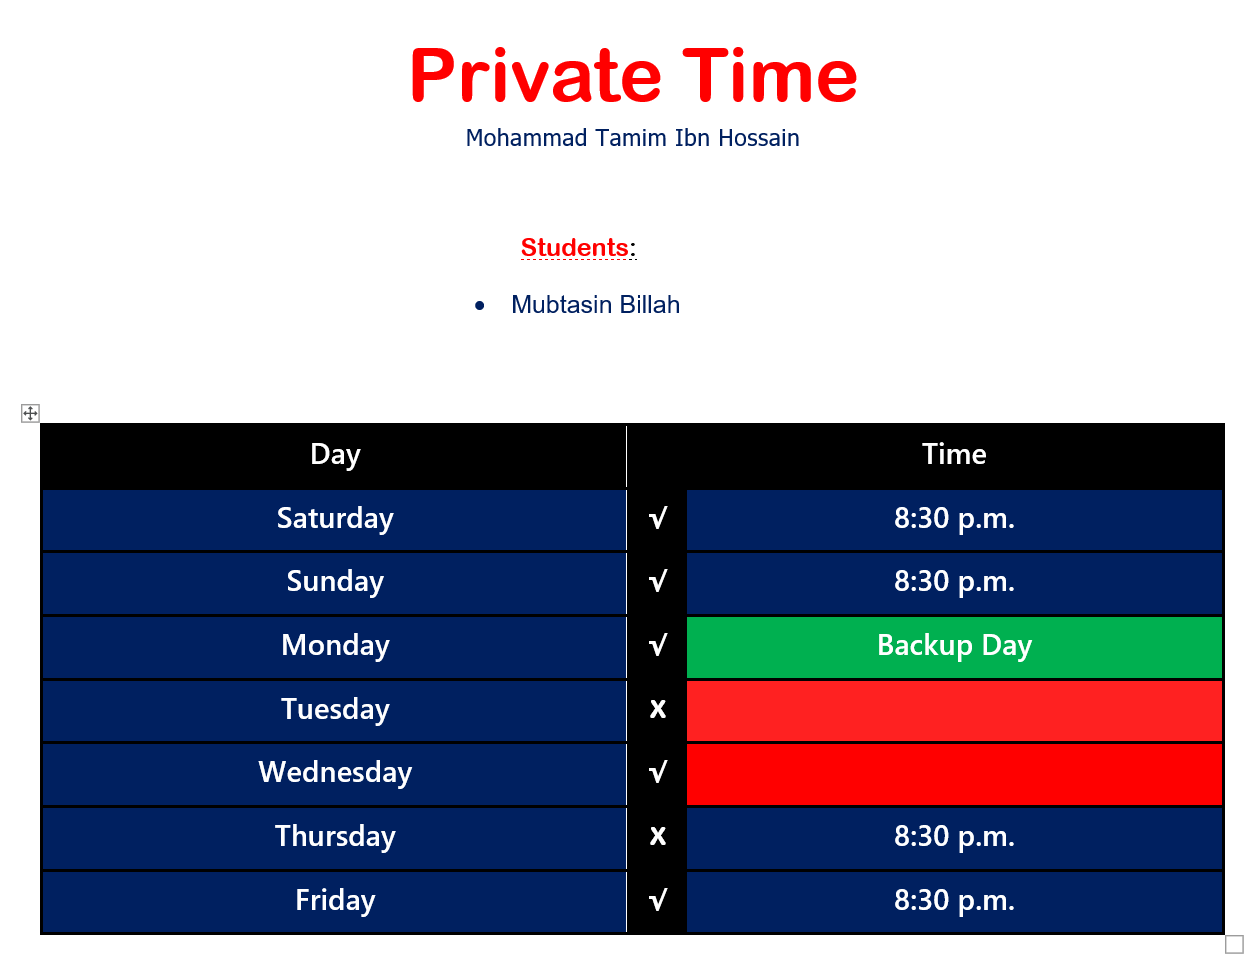 Private Time
Mohammad Tamim Ibn Hossain
Students:
• Mubtasin Billah
Day Time
Saturday √ 8:30 p.m.
Sunday √ 8:30 p.m.
Monday √ Backup Day
Tuesday x
Wednesday √
Thursday x 8:30 p.m.
Friday √ 8:30 p.m.